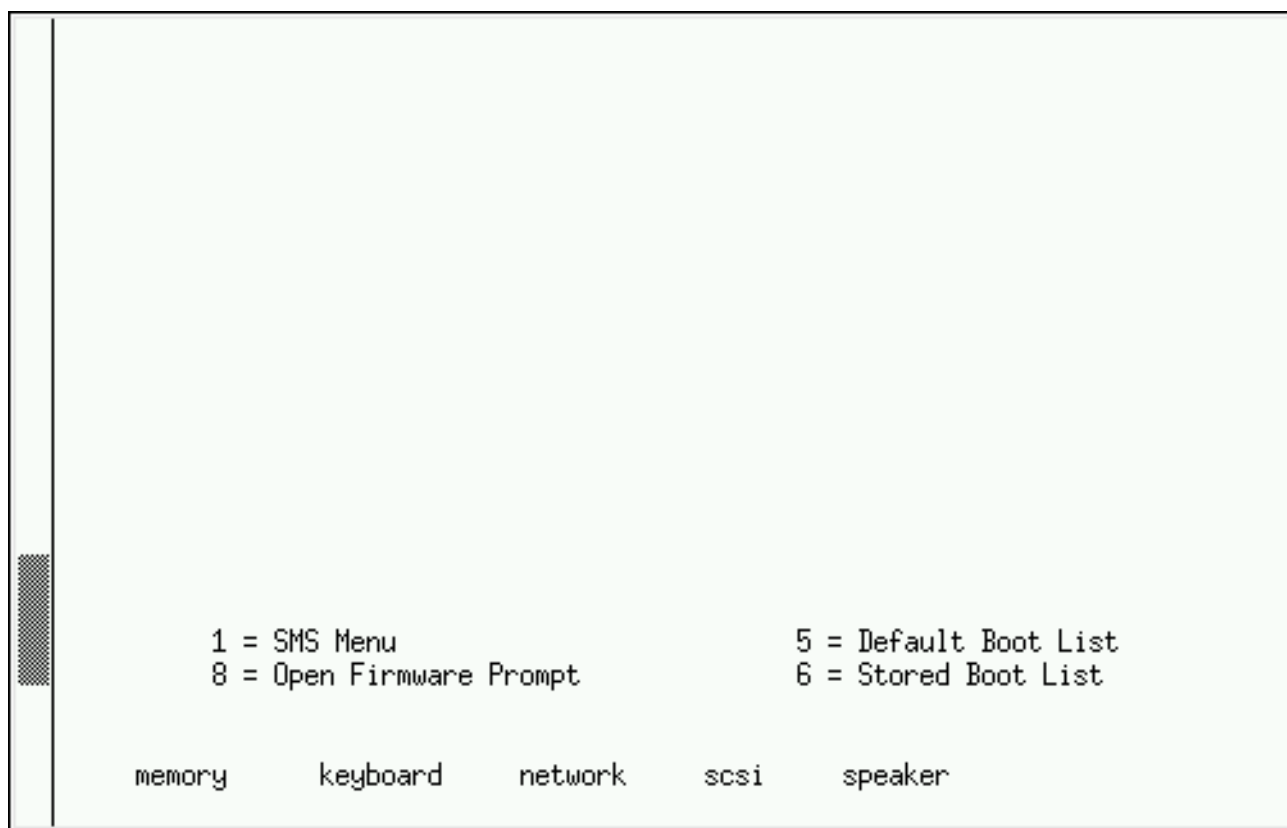 1 = SMS Menu 5 = Default Boot List
8 = Open Firmware Prompt 6 = Stored Boot List
memory keyboard network scsi speaker